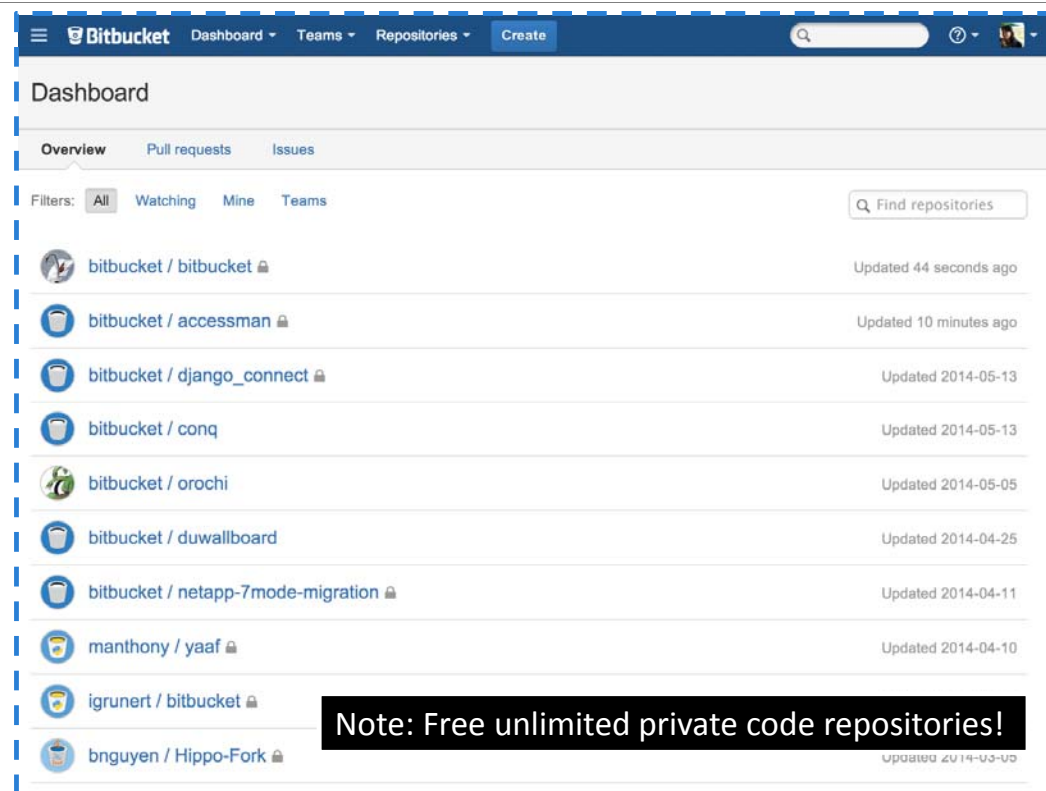 Bitbucket Dashboard Teams Repositories Create
Dashboard
Overview Pull requests Issues
Filters: All Watching Mine Teams Find repositories
bitbucket / bitbucket Updated 44 seconds ago
bitbucket / accessman Updated 10 minutes ago
bitbucket / django_connect Updated 2014-05-13
bitbucket / conq Updated 2014-05-13
bitbucket / orochi Updated 2014-05-05
bitbucket / duwallboard Updated 2014-04-25
bitbucket / netapp-7mode-migration Updated 2014-04-11
manthony / yaaf Updated 2014-04-10
igrunert / bitbucket
Note: Free unlimited private code repositories!
bnguyen / Hippo-Fork Updated 2014-03-05